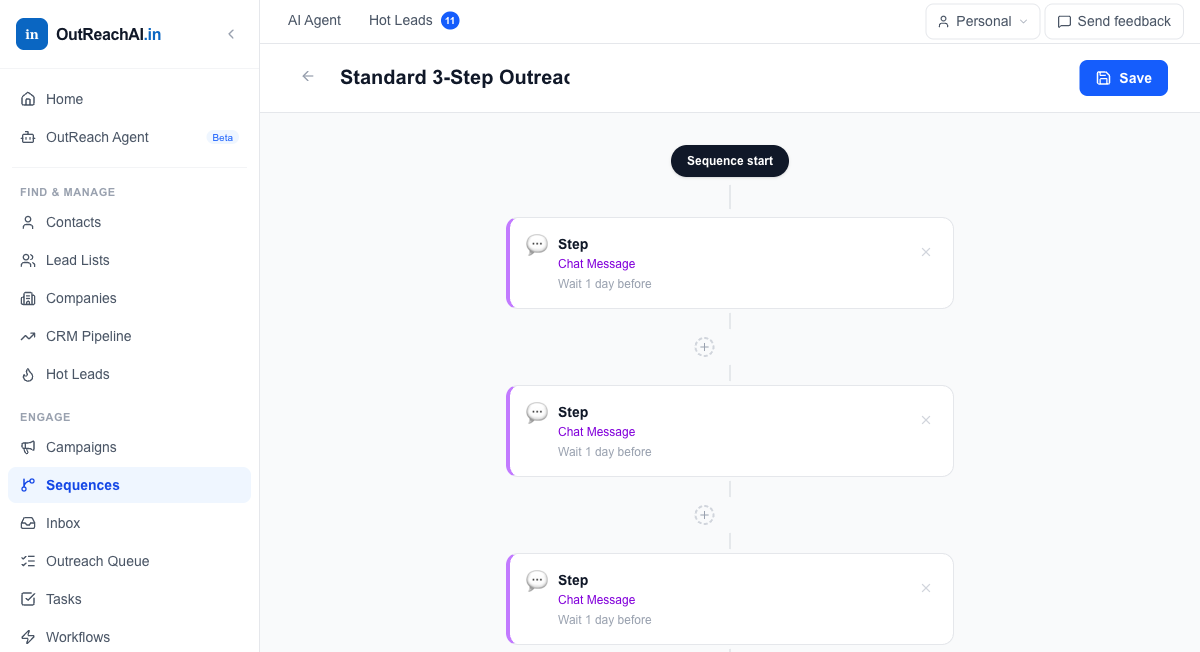 in OutReachAI.in
AI Agent
Hot Leads 11
Personal
Send feedback
Standard 3-Step Outreac
Save
Home
OutReach Agent Beta
FIND & MANAGE
Contacts
Lead Lists
Companies
CRM Pipeline
Hot Leads
ENGAGE
Campaigns
Sequences
Inbox
Outreach Queue
Tasks
Workflows
Sequence start
Step
Chat Message
Wait 1 day before
Step
Chat Message
Wait 1 day before
Step
Chat Message
Wait 1 day before